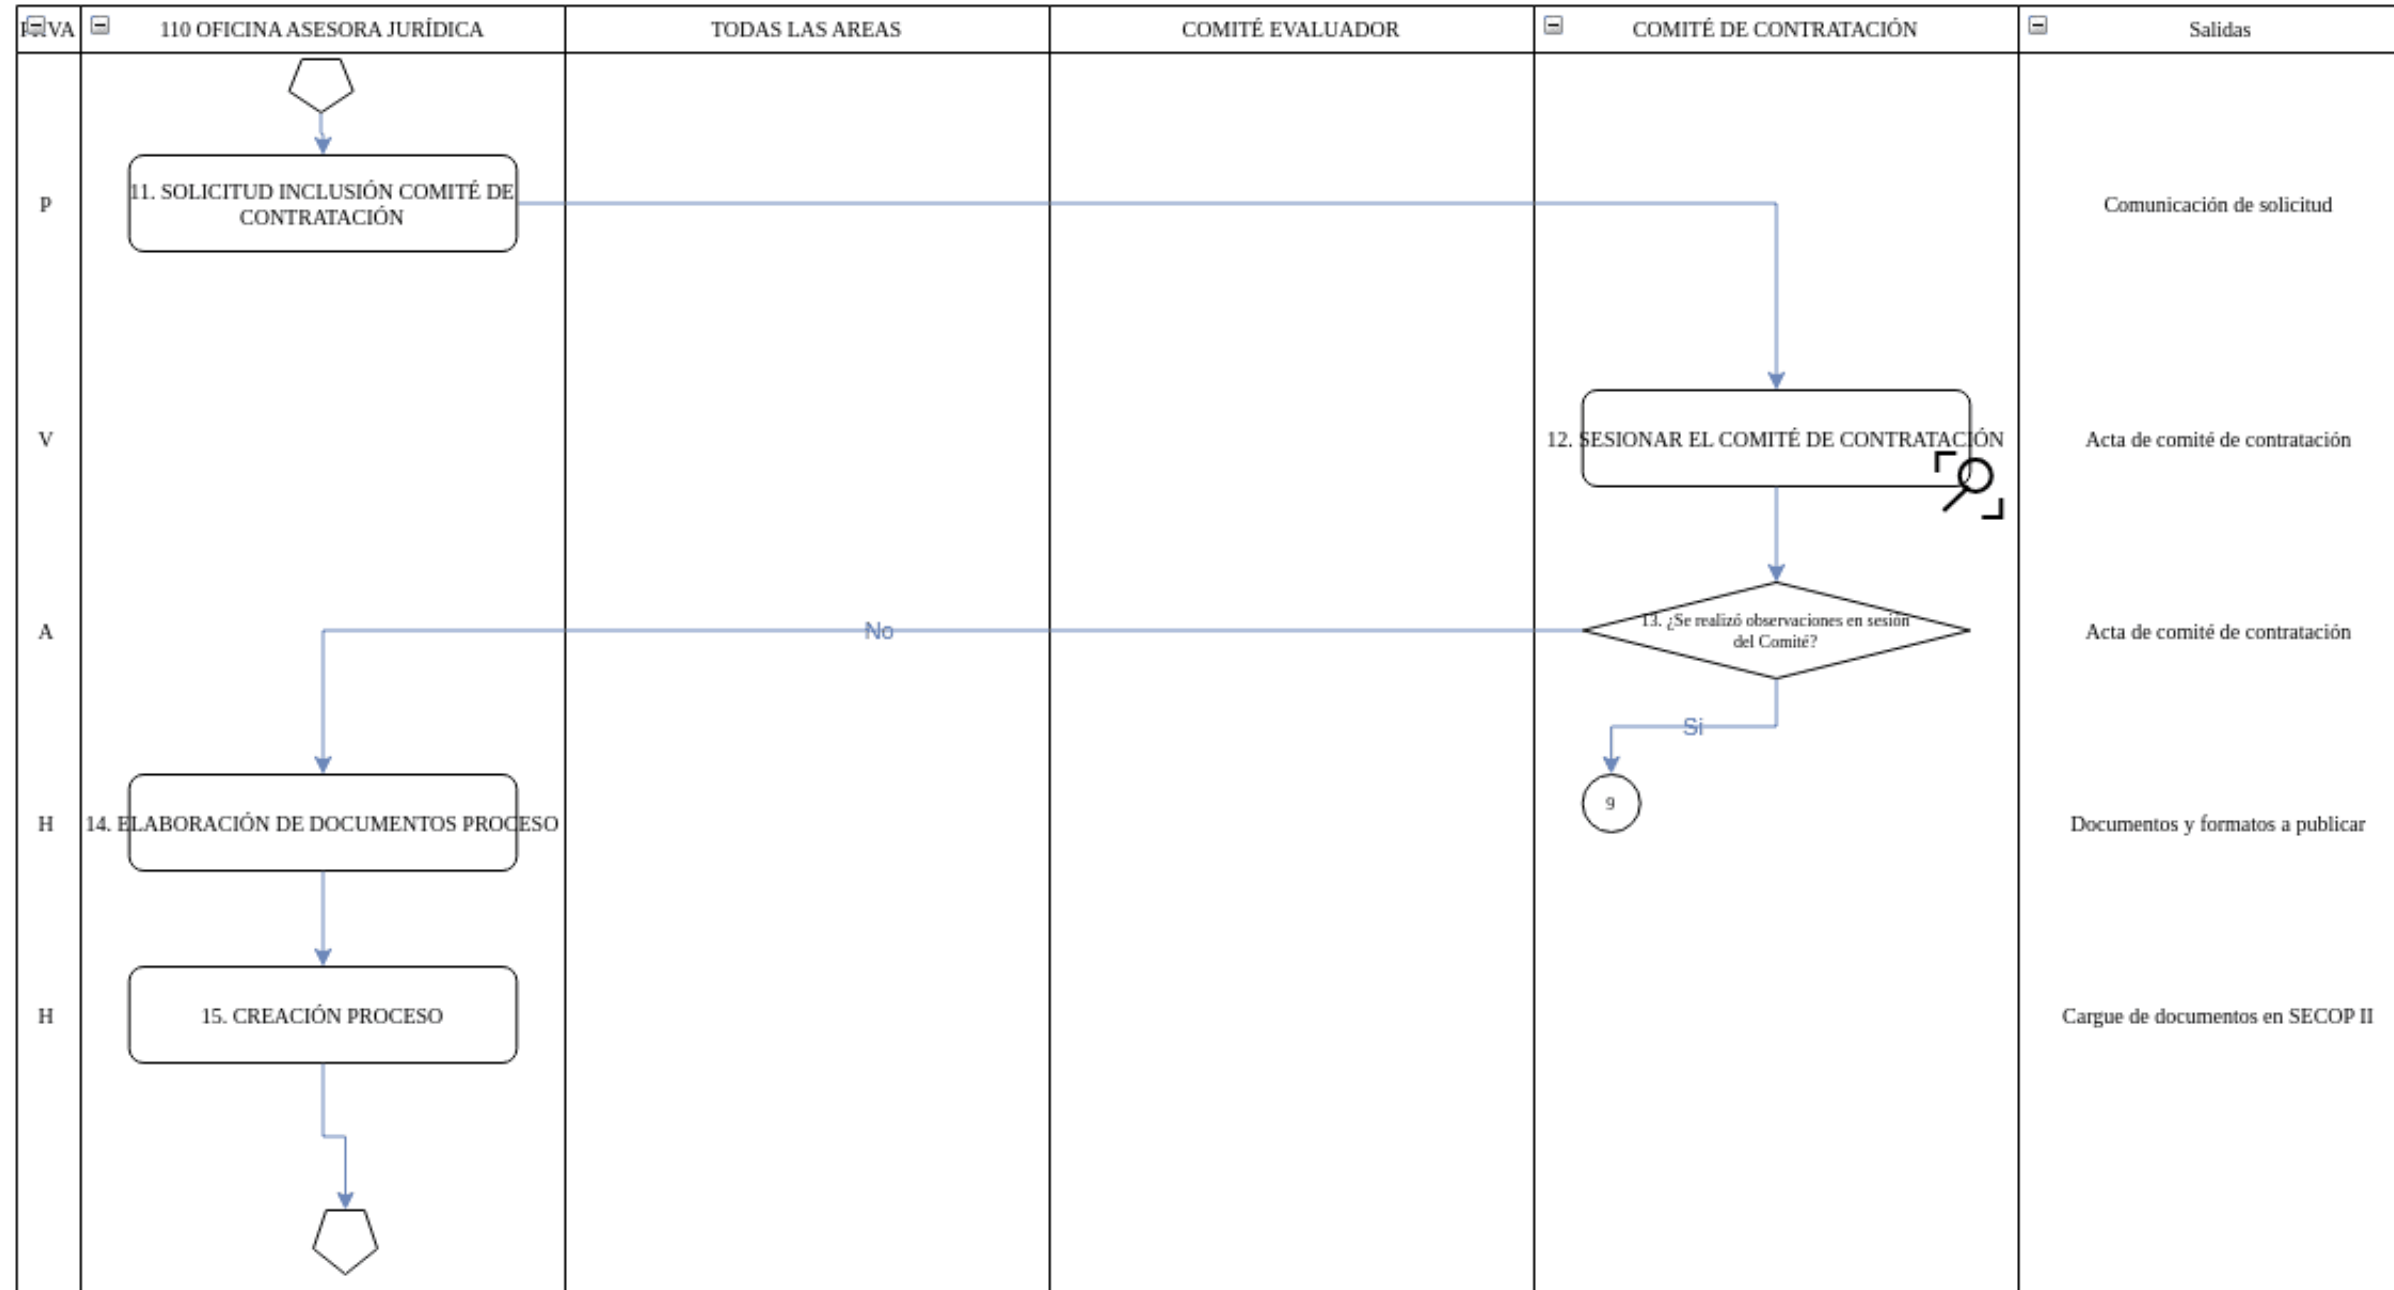 110 OFICINA ASESORA JURÍDICA
TODAS LAS AREAS
COMITÉ EVALUADOR
COMITÉ DE CONTRATACIÓN
Salidas
P
11. SOLICITUD INCLUSIÓN COMITÉ DE
CONTRATACIÓN
Comunicación de solicitud
V
12. SESIONAR EL COMITÉ DE CONTRATACIÓN
Acta de comité de contratación
A
No
13. ¿Se realizó observaciones en sesión
del Comité?
Acta de comité de contratación
Si
H
14. ELABORACIÓN DE DOCUMENTOS PROCESO
9
Documentos y formatos a publicar
H
15. CREACIÓN PROCESO
Cargue de documentos en SECOP II